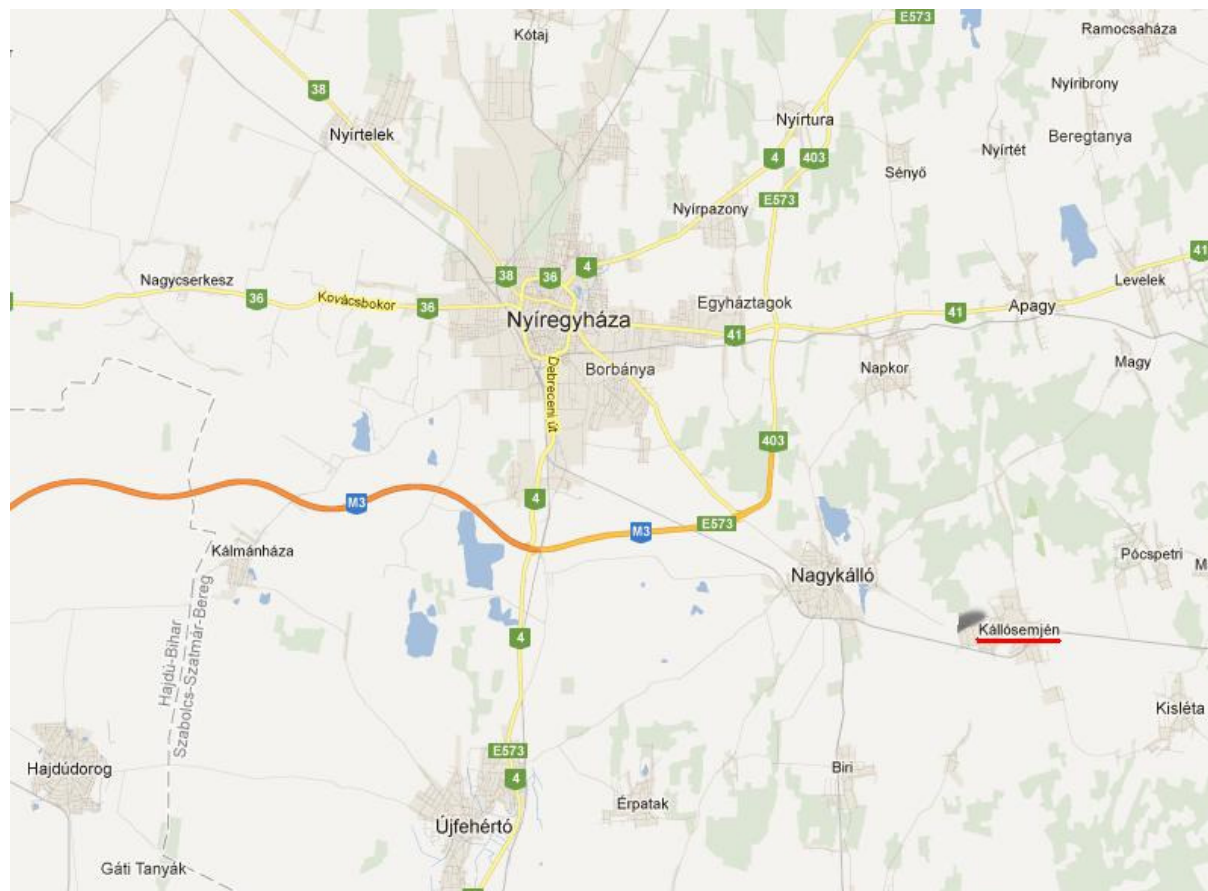 E573
Kótaj
Ramocsaháza
38
Nyíribrony
Nyírtelek
Nyírtura
Beregtanya
4
403
Nyírtét
Sényő
E573
Nyírpazony
41
38
36
4
Nagycserkesz
Levelek
36
Kovácsbokor
36
Egyháztagok
Apagy
Nyíregyháza
41
41
Borbánya
Napkor
Magy
Debreceni út
403
4
M3
E573
M3
Kálmánháza
Pócspetri
Nagykálló
Hajdú-Bihar
Szabolcs-Szatmár-Bereg
Kállósemjén
4
Kisléta
E573
Hajdúdorog
4
Biri
Érpatak
Újfehértó
Gáti Tanyák